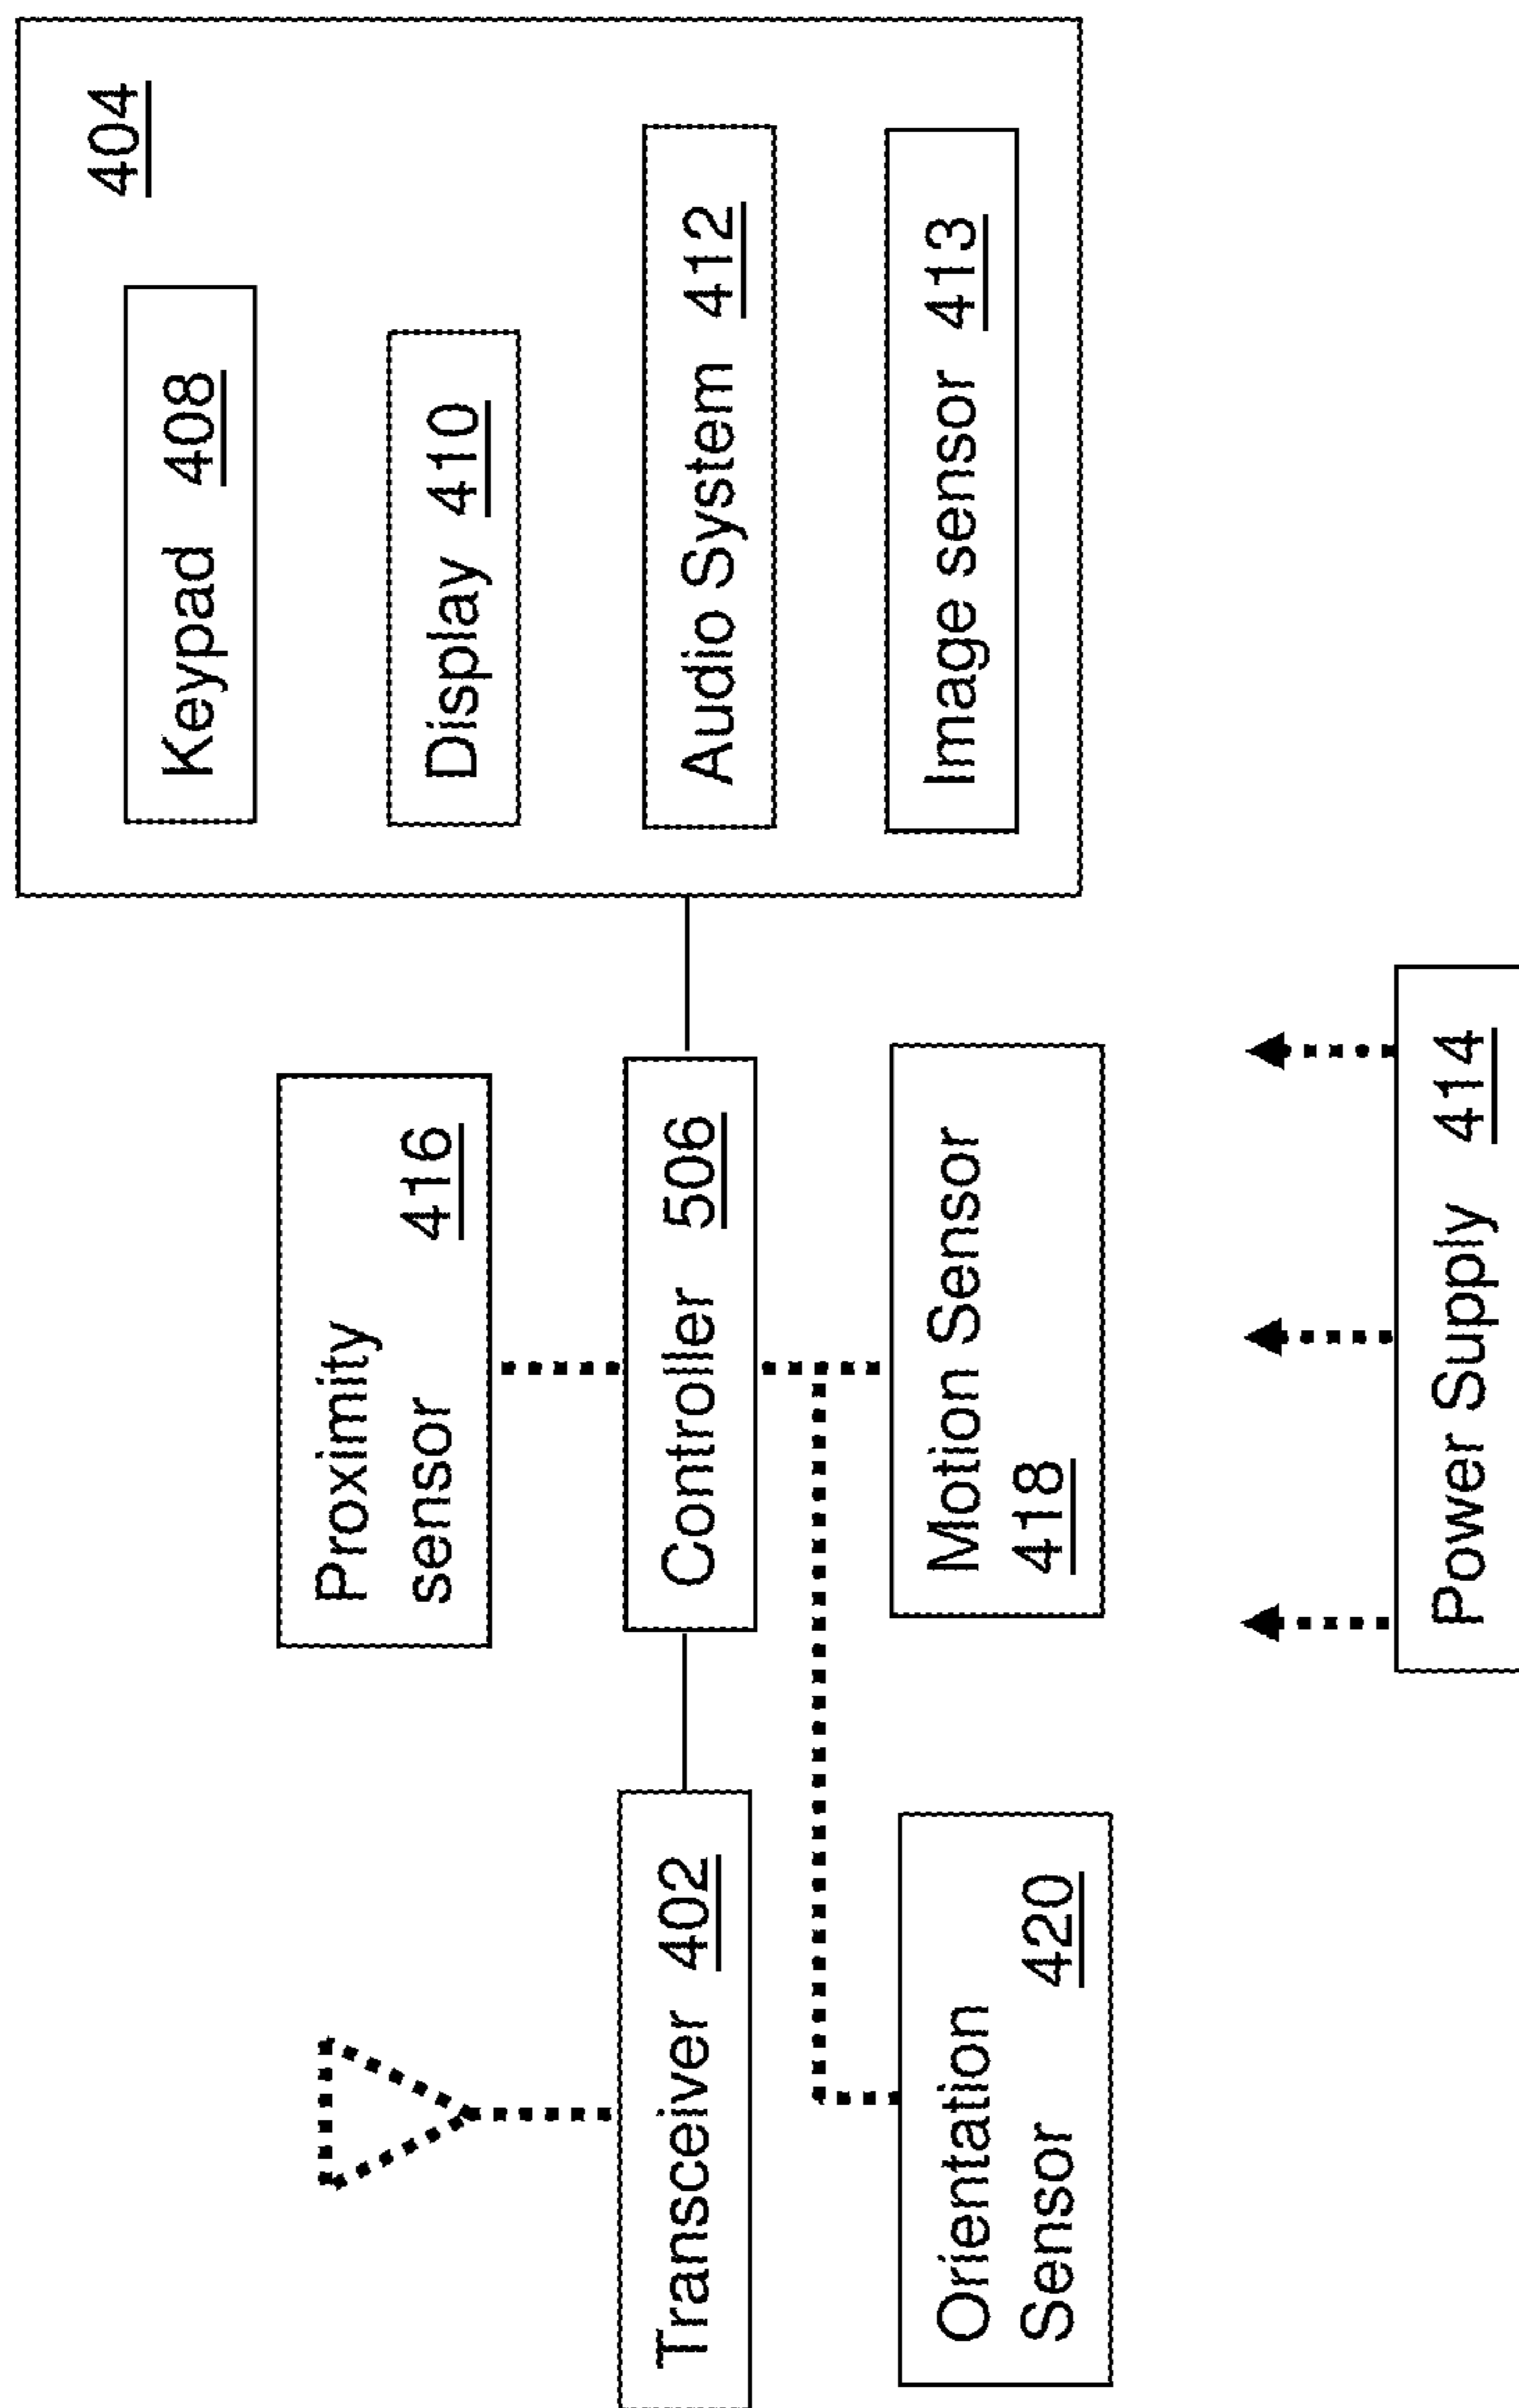 404
Keypad 408
Display 410
Audio System 412
Image sensor 413
Proximity
sensor 416
Controller 506
Motion Sensor
418
Transceiver 402
Orientation
Sensor 420
Power Supply 414